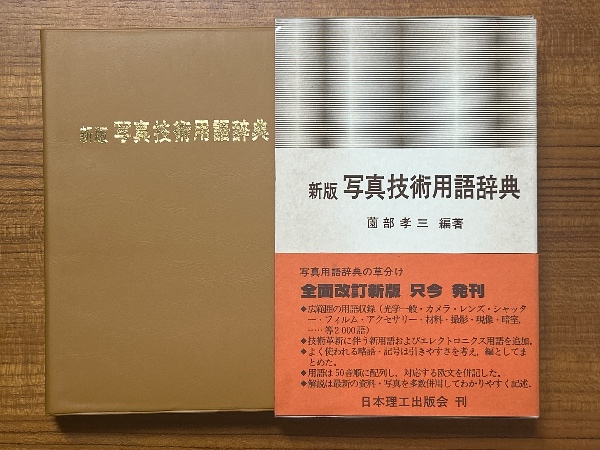 新版 写真技術用語辞典
新版 写真技術用語辞典
薗部孝三 編著
写真用語辞典の草分け
全面改訂新版 只今 発刊
◆広範囲の用語収録(光学一般・カメラ・レンズ・シャッタ
ー・フィルム・アクセサリー・材料・撮影・現像・暗室,
……等2000語)
◆技術革新に伴う新用語およびエレクトロニクス用語を追加。
◆よく使われる略語・記号は引きやすさを考え,編としてま
とめた。
◆用語は50音順に配列し,対応する欧文を併記した。
◆解説は最新の資料・写真を多数併用してわかりやすく記述。
日本理工出版会 刊